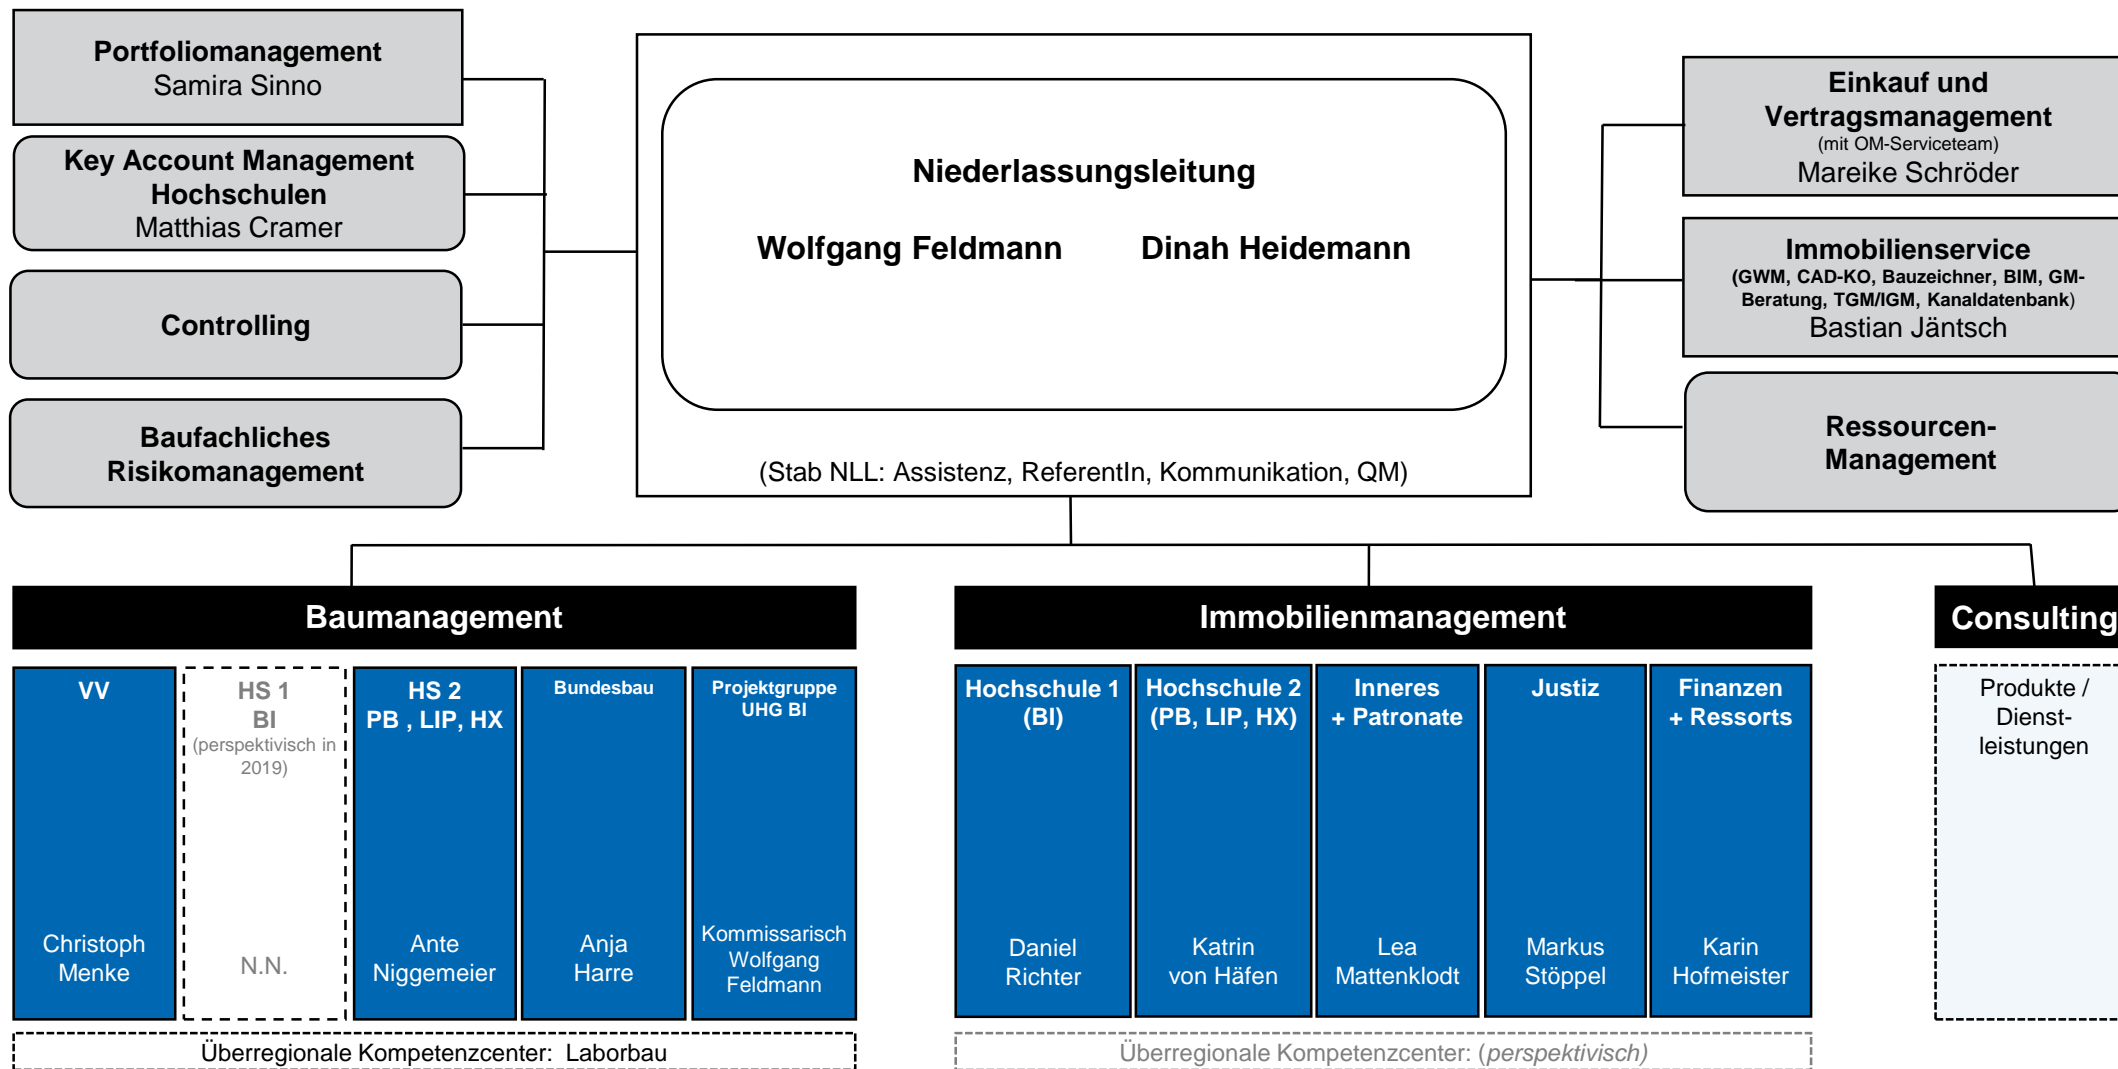 Portfoliomanagement
Samira Sinno
Key Account Management
Hochschulen
Matthias Cramer
Controlling
Baufachliches
Risikomanagement
Niederlassungsleitung
Wolfgang Feldmann Dinah Heidemann
(Stab NLL: Assistenz, ReferentIn, Kommunikation, QM)
Einkauf und
Vertragsmanagement
(mit OM-Serviceteam)
Mareike Schröder
Immobilienservice
(GWM, CAD-KO, Bauzeichner, BIM, GM-
Beratung, TGM/IGM, Kanaldatenbank)
Bastian Jäntsch
Ressourcen-
Management
Baumanagement
VV
Christoph
Menke
HS 1
BI
(perspektivisch in
2019)
N.N.
HS 2
PB , LIP, HX
Ante
Niggemeier
Bundesbau
Anja
Harre
Projektgruppe
UHG BI
Kommissarisch
Wolfgang
Feldmann
Überregionale Kompetenzcenter: Laborbau
Immobilienmanagement
Hochschule 1
(BI)
Daniel
Richter
Hochschule 2
(PB, LIP, HX)
Katrin
von Häfen
Inneres
+ Patronate
Lea
Mattenklodt
Justiz
Markus
Stöppel
Finanzen
+ Ressorts
Karin
Hofmeister
Überregionale Kompetenzcenter: (perspektivisch)
Consulting
Produkte /
Dienst-
leistungen